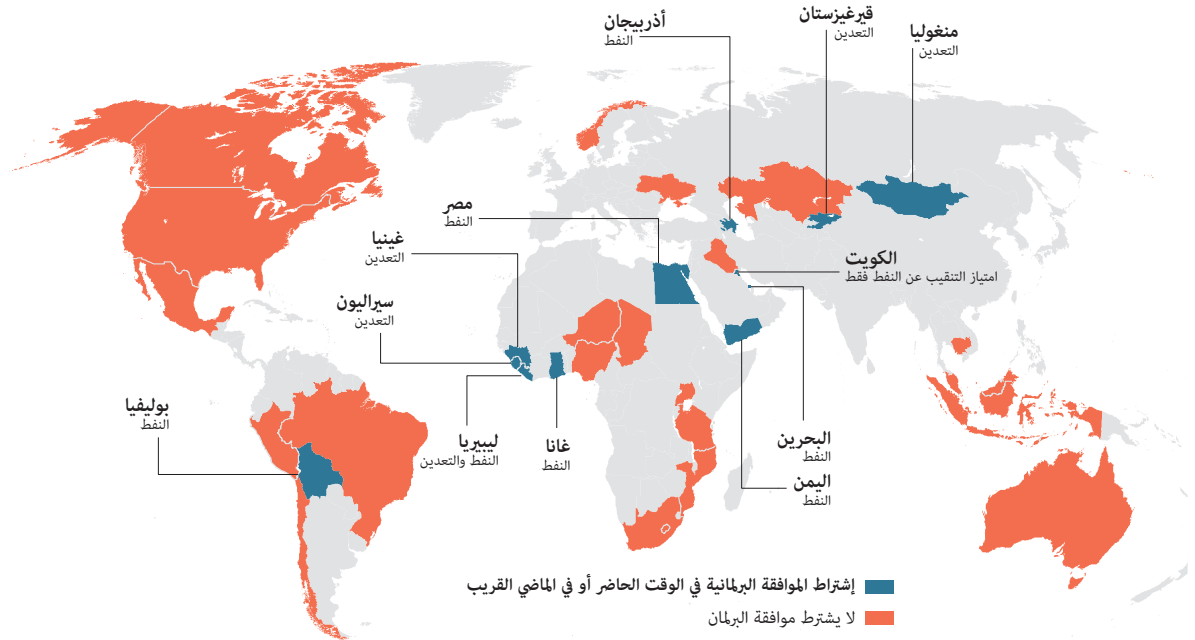 قيرغيزستان
التعدين
أذربيجان
النفط
منغوليا
التعدين
مصر
النفط
غينيا
التعدين
الكويت
امتياز التنقيب عن النفط فقط
سيراليون
التعدين
بوليفيا
النفط
ليبيريا
النفط والتعدين
غانا
النفط
البحرين
النفط
اليمن
النفط
إشتراط الموافقة البرلمانية في الوقت الحاضر أو في الماضي القريب
لا يشترط موافقة البرلمان